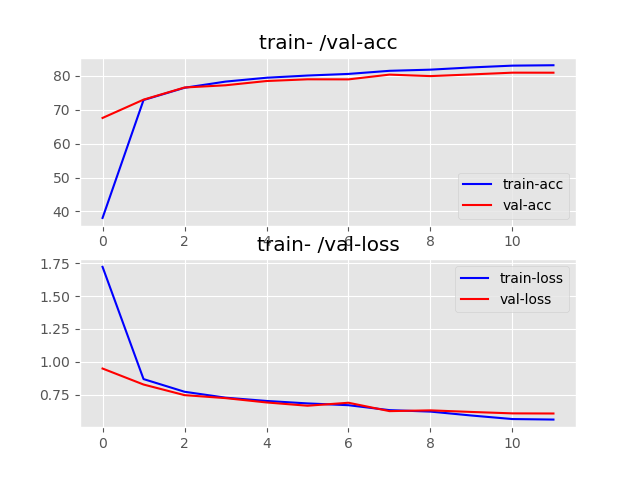 train- /val-acc
80
70
60
50
40
train-acc
val-acc
0 2 4 6 8 10
train- /val-loss
1.75
1.50
1.25
1.00
0.75
train-loss
val-loss
0 2 4 6 8 10